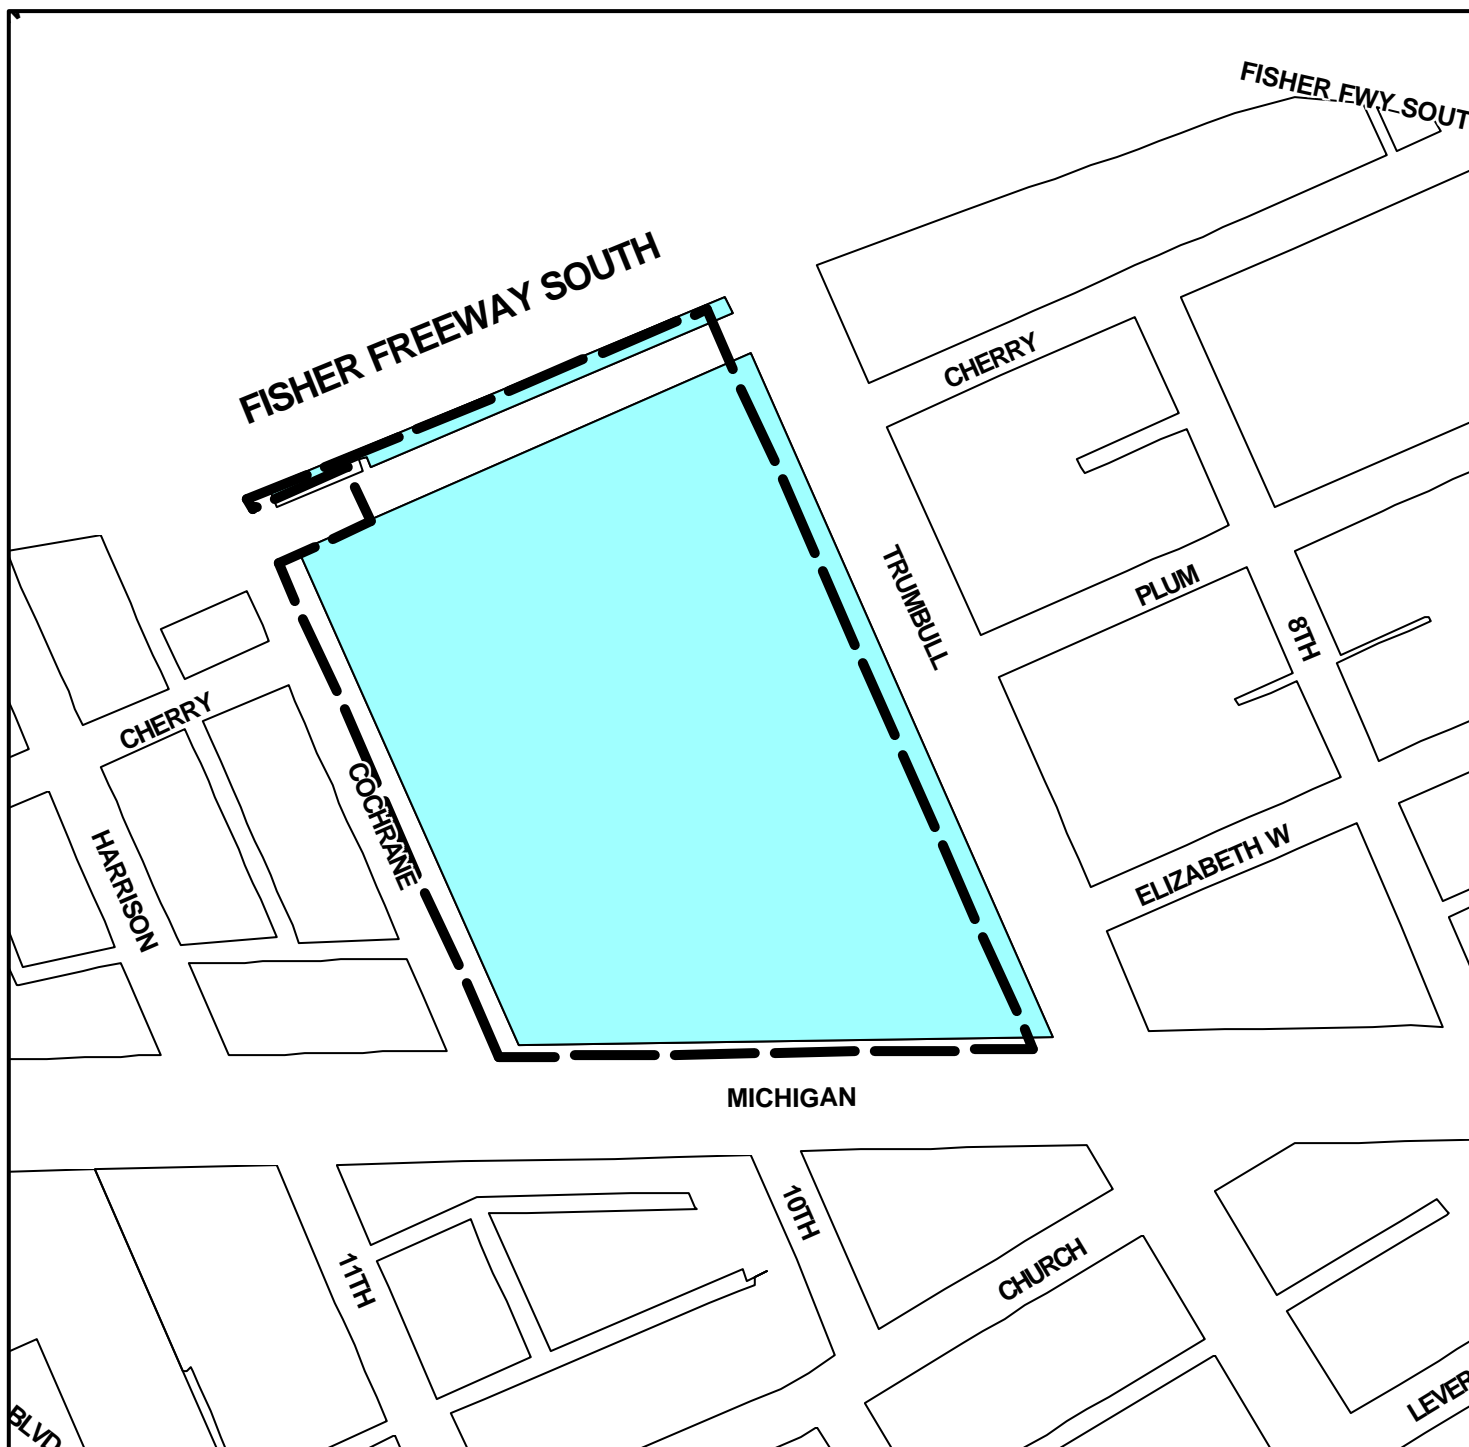 FISHER FWY SOUT
FISHER FREEWAY SOUTH
CHERRY
TRUMBULL
PLUM
8TH
CHERRY
COCHRANE
HARRISON
ELIZABETH W
MICHIGAN
10TH
11TH
CHURCH
BLVD
LEVER